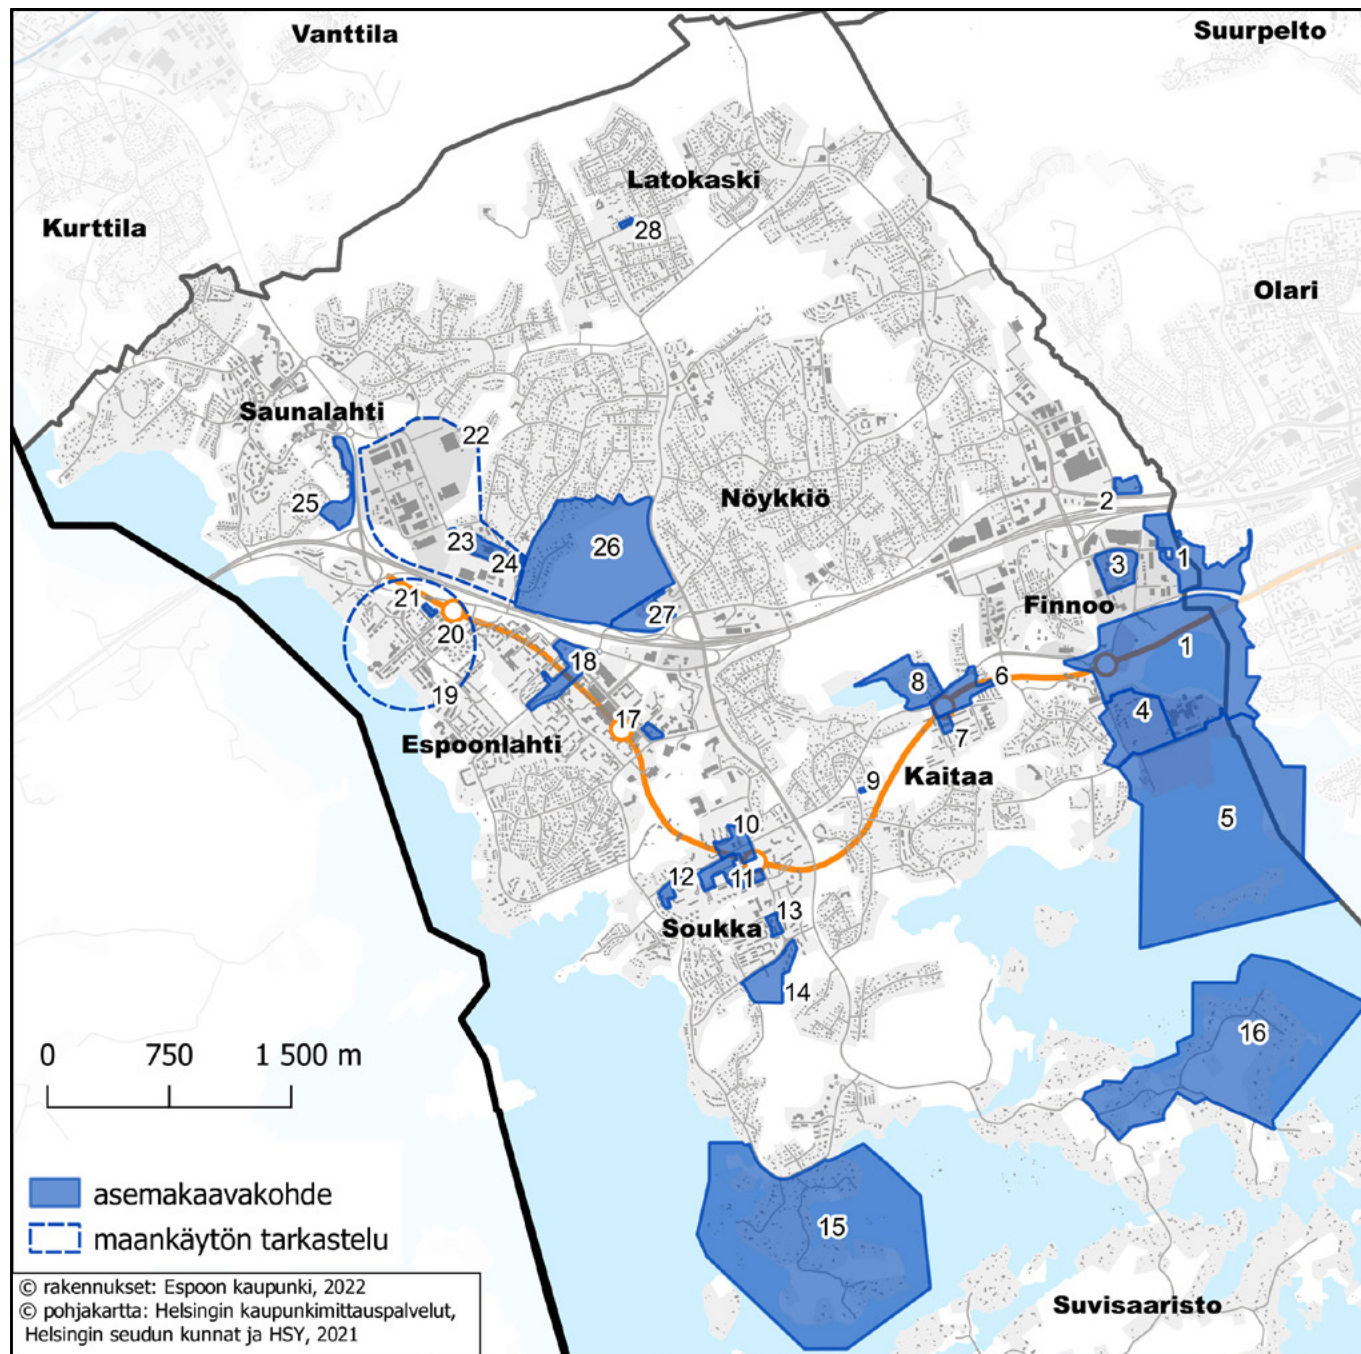 Vanttila
Suurpelto
Latokaski
Kurttila
28
Olari
Saunalahti
22
Nöykkiö
2
25
23
26
24
3
1
Finnoo
21
27
20
1
18
8
6
19
4
17
7
Espoonlahti
Kaitaa
9
5
10
12
11
13
Soukka
14
16
0 750 1 500 m
asemakaavakohde
15
maankäytön tarkastelu
© rakennukset: Espoon kaupunki, 2022
© pohjakartta: Helsingin kaupunkimittauspalvelut,
Helsingin seudun kunnat ja HSY, 2021
Suvisaaristo